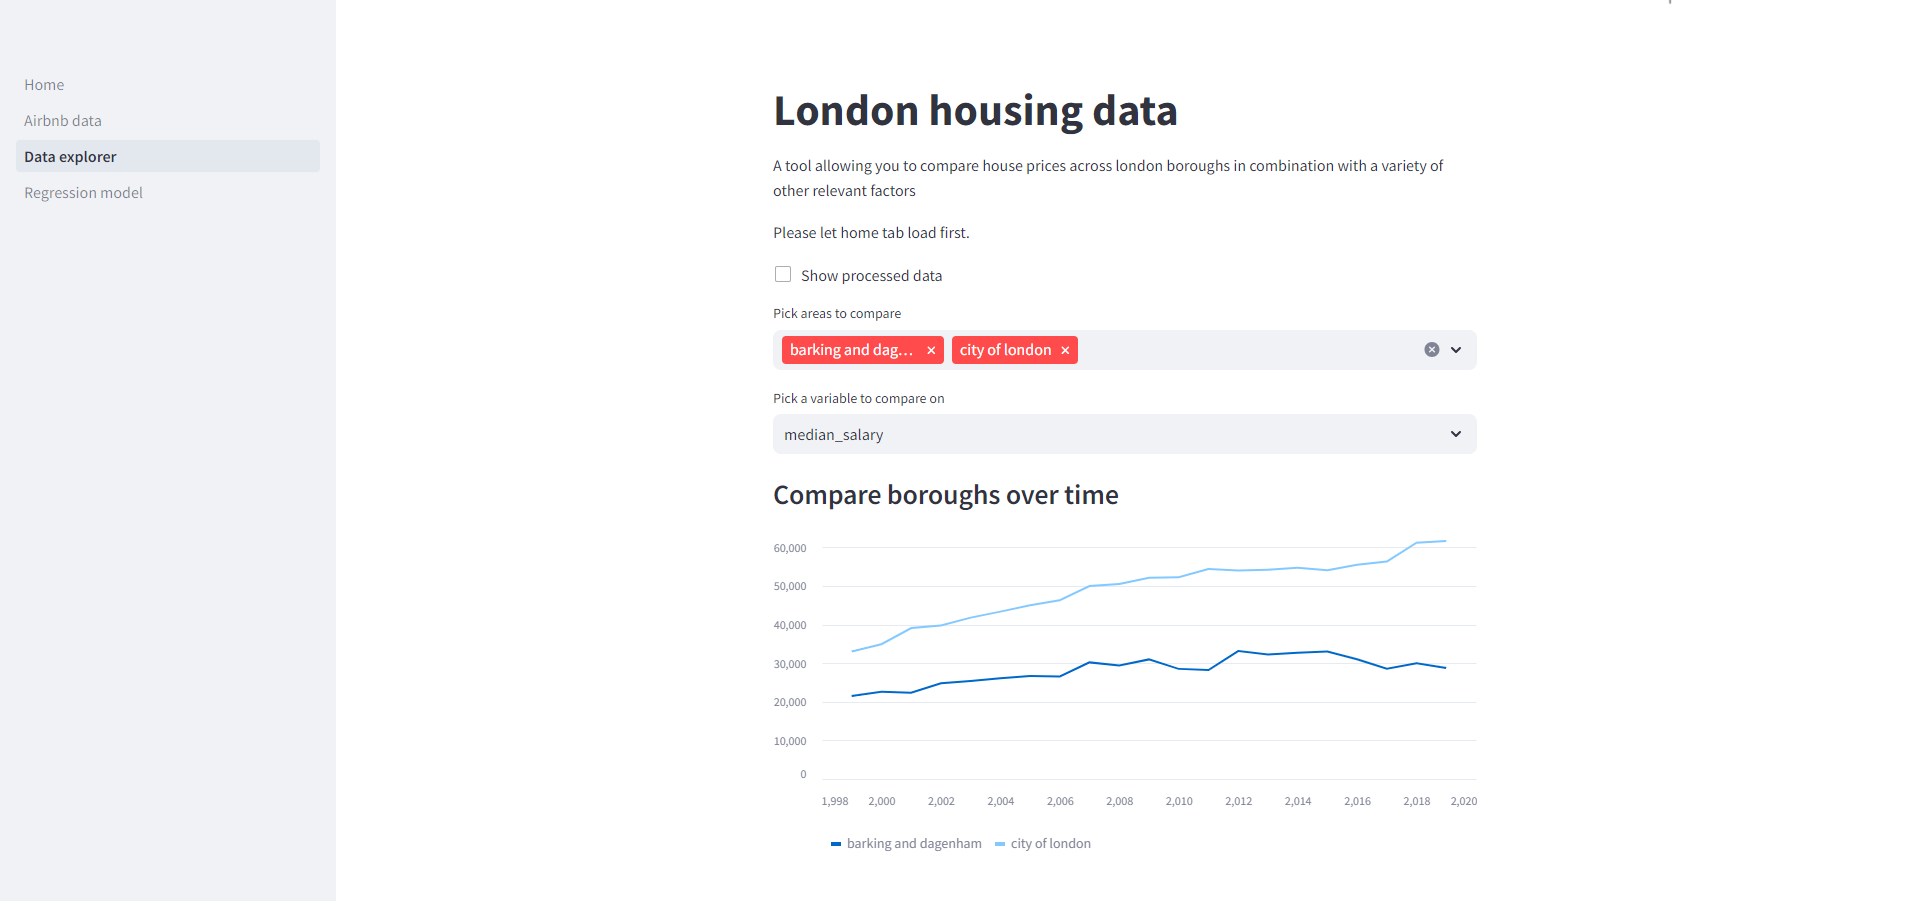 Home
Airbnb data
Data explorer
Regression model
London housing data
A tool allowing you to compare house prices across london boroughs in combination with a variety of
other relevant factors
Please let home tab load first.
Show processed data
Pick areas to compare
barking and dag... city of london
Pick a variable to compare on
median_salary
Compare boroughs over time
60,000
50,000
40,000
30,000
20,000
10,000
0
1,998 2,000 2,002 2,004 2,006 2,008 2,010 2,012 2,014 2,016 2,018 2,020
barking and dagenham city of london